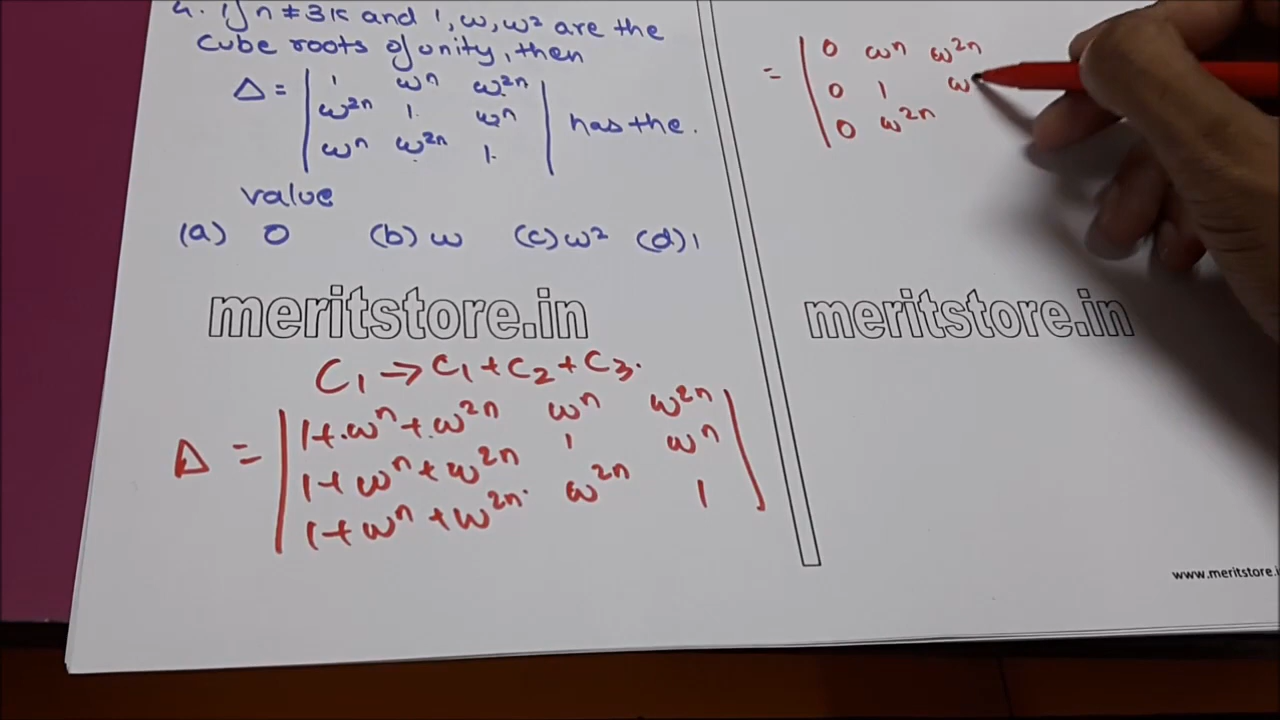 4. If n ≠ 3k and 1, ω, ω² are the
cube roots of unity, then
Δ = | 1 ωⁿ ω²ⁿ |
| ω²ⁿ 1 ωⁿ | has the
| ωⁿ ω²ⁿ 1 |
value
(a) 0 (b) ω (c) ω² (d) 1
meritstore.in
C₁ → C₁ + C₂ + C₃.
Δ = | 1+ωⁿ+ω²ⁿ ωⁿ ω²ⁿ |
| 1+ωⁿ+ω²ⁿ 1 ωⁿ |
| 1+ωⁿ+ω²ⁿ ω²ⁿ 1 |
= | 0 ωⁿ ω²ⁿ
| 0 1 ω
| 0 ω²ⁿ
meritstore.in
www.meritstore.i